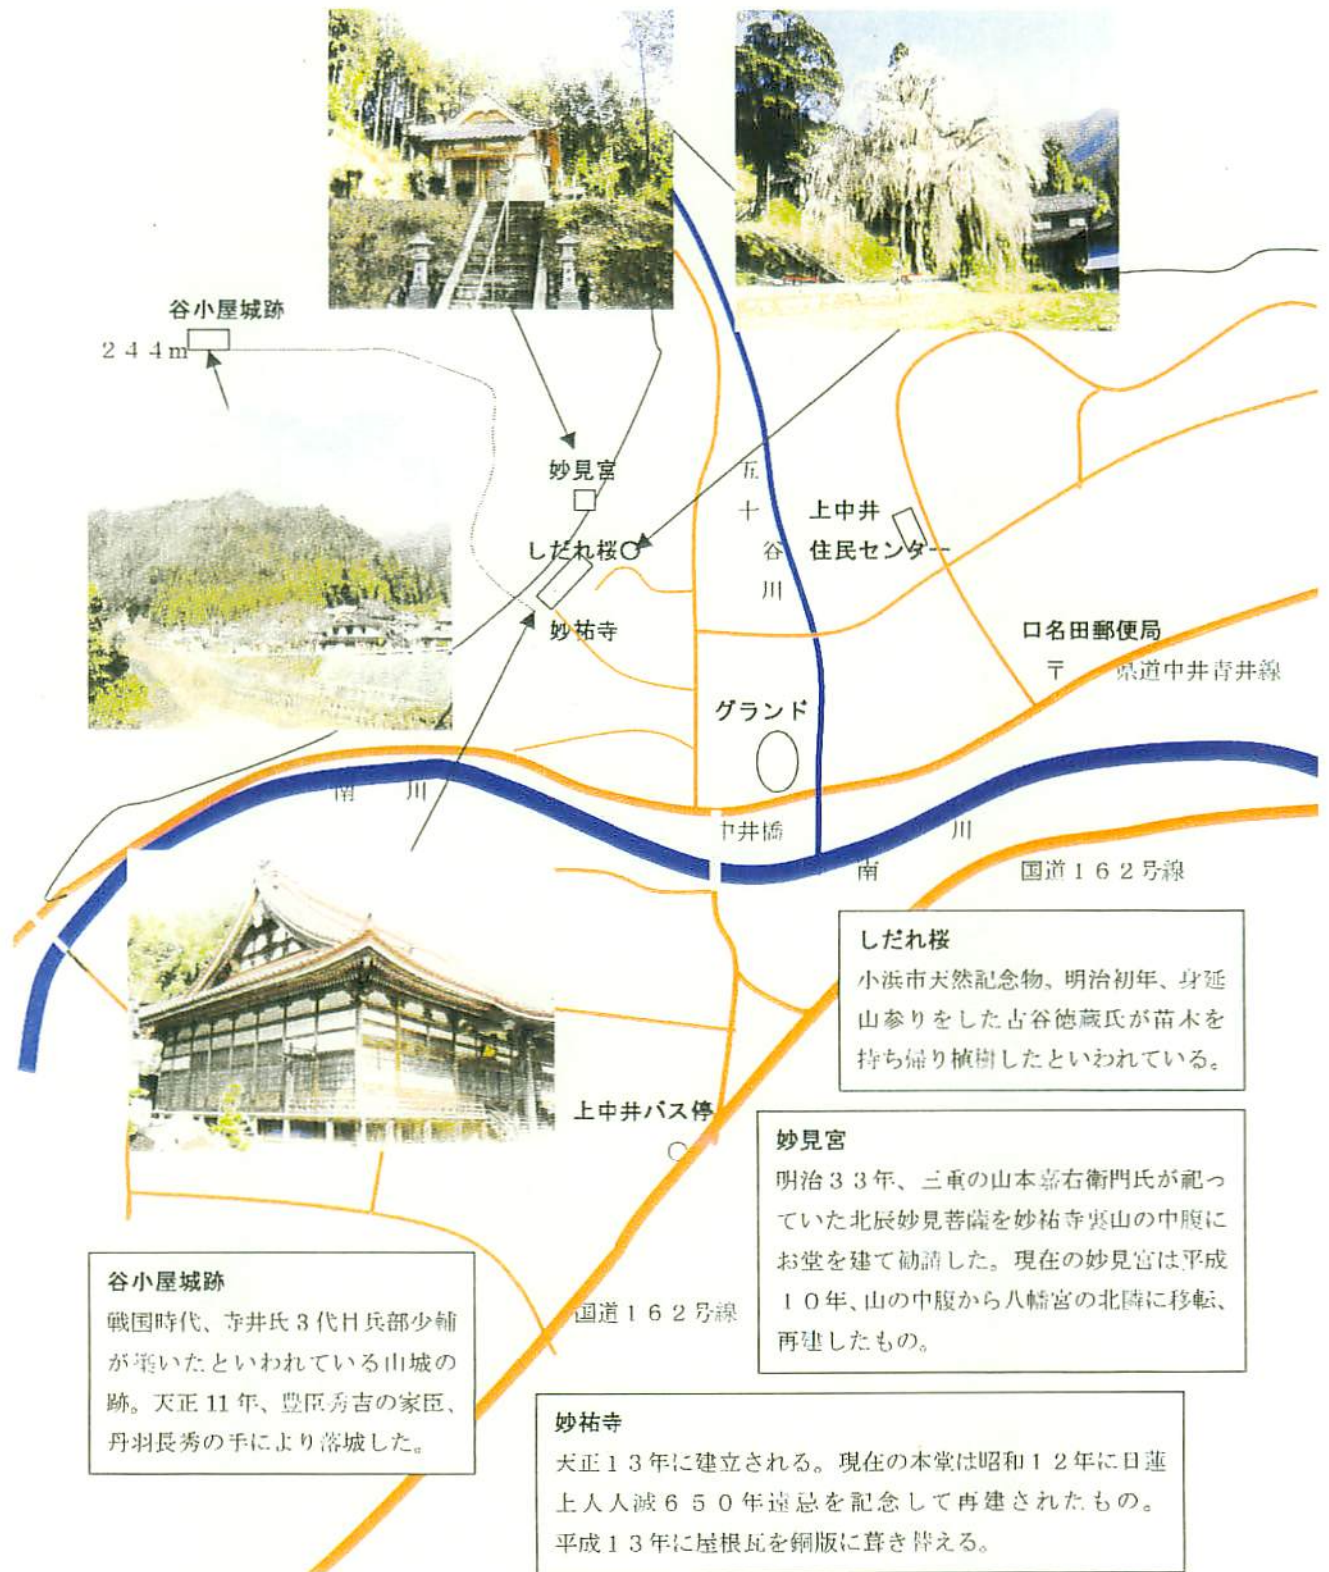 谷小屋城跡
244m
妙見宮
しだれ桜
妙祐寺
五十谷川
上中井
住民センター
口名田郵便局
〒
県道中井青井線
グランド
南川
中井橋
南川
国道162号線
しだれ桜
小浜市天然記念物。明治初年、身延
山参りをした古谷徳蔵氏が苗木を
持ち帰り植樹したといわれている。
上中井バス停
妙見宮
明治33年、三重の山本嘉右衛門氏が祀っ
ていた北辰妙見菩薩を妙祐寺裏山の中腹に
お堂を建て勧請した。現在の妙見宮は平成
10年、山の中腹から八幡宮の北隣に移転、
再建したもの。
谷小屋城跡
戦国時代、寺井氏3代目兵部少輔
が築いたといわれている山城の
跡。天正11年、豊臣秀吉の家臣、
丹羽長秀の手により落城した。
国道162号線
妙祐寺
天正13年に建立される。現在の本堂は昭和12年に日蓮
上人入滅650年遠忌を記念して再建されたもの。
平成13年に屋根瓦を銅版に葺き替える。